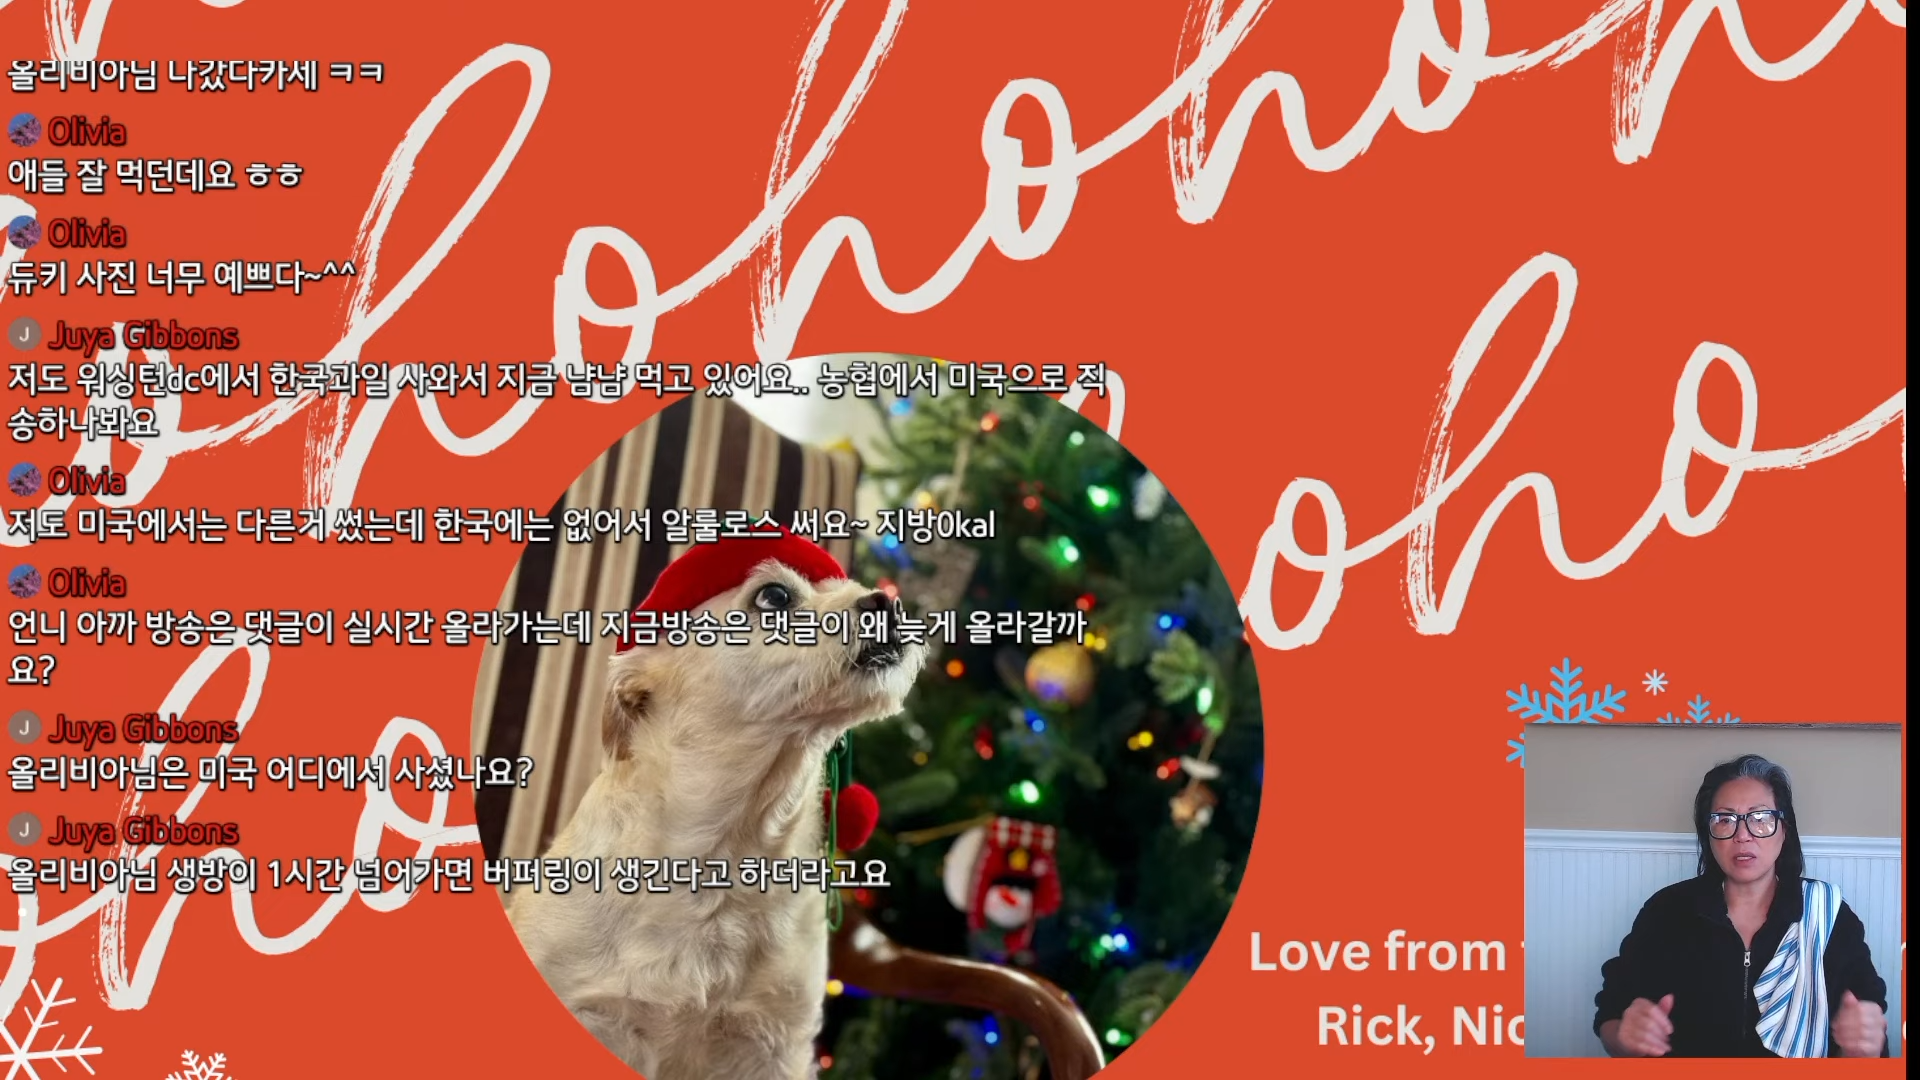 올리비아님 나갔다카세 ㅋㅋ
Olivia
애들 잘 먹던데요 ㅎㅎ
Olivia
듀키 사진 너무 예쁘다~^^
J Juya Gibbons
저도 워싱턴dc에서 한국과일 사와서 지금 냠냠 먹고 있어요.. 농협에서 미국으로 직
송하나봐요
Olivia
저도 미국에서는 다른거 썼는데 한국에는 없어서 알룰로스 써요~ 지방0kal
Olivia
언니 아까 방송은 댓글이 실시간 올라가는데 지금방송은 댓글이 왜 늦게 올라갈까
요?
J Juya Gibbons
올리비아님은 미국 어디에서 사셨나요?
J Juya Gibbons
올리비아님 생방이 1시간 넘어가면 버퍼링이 생긴다고 하더라고요
hohoho
Love from
Rick,